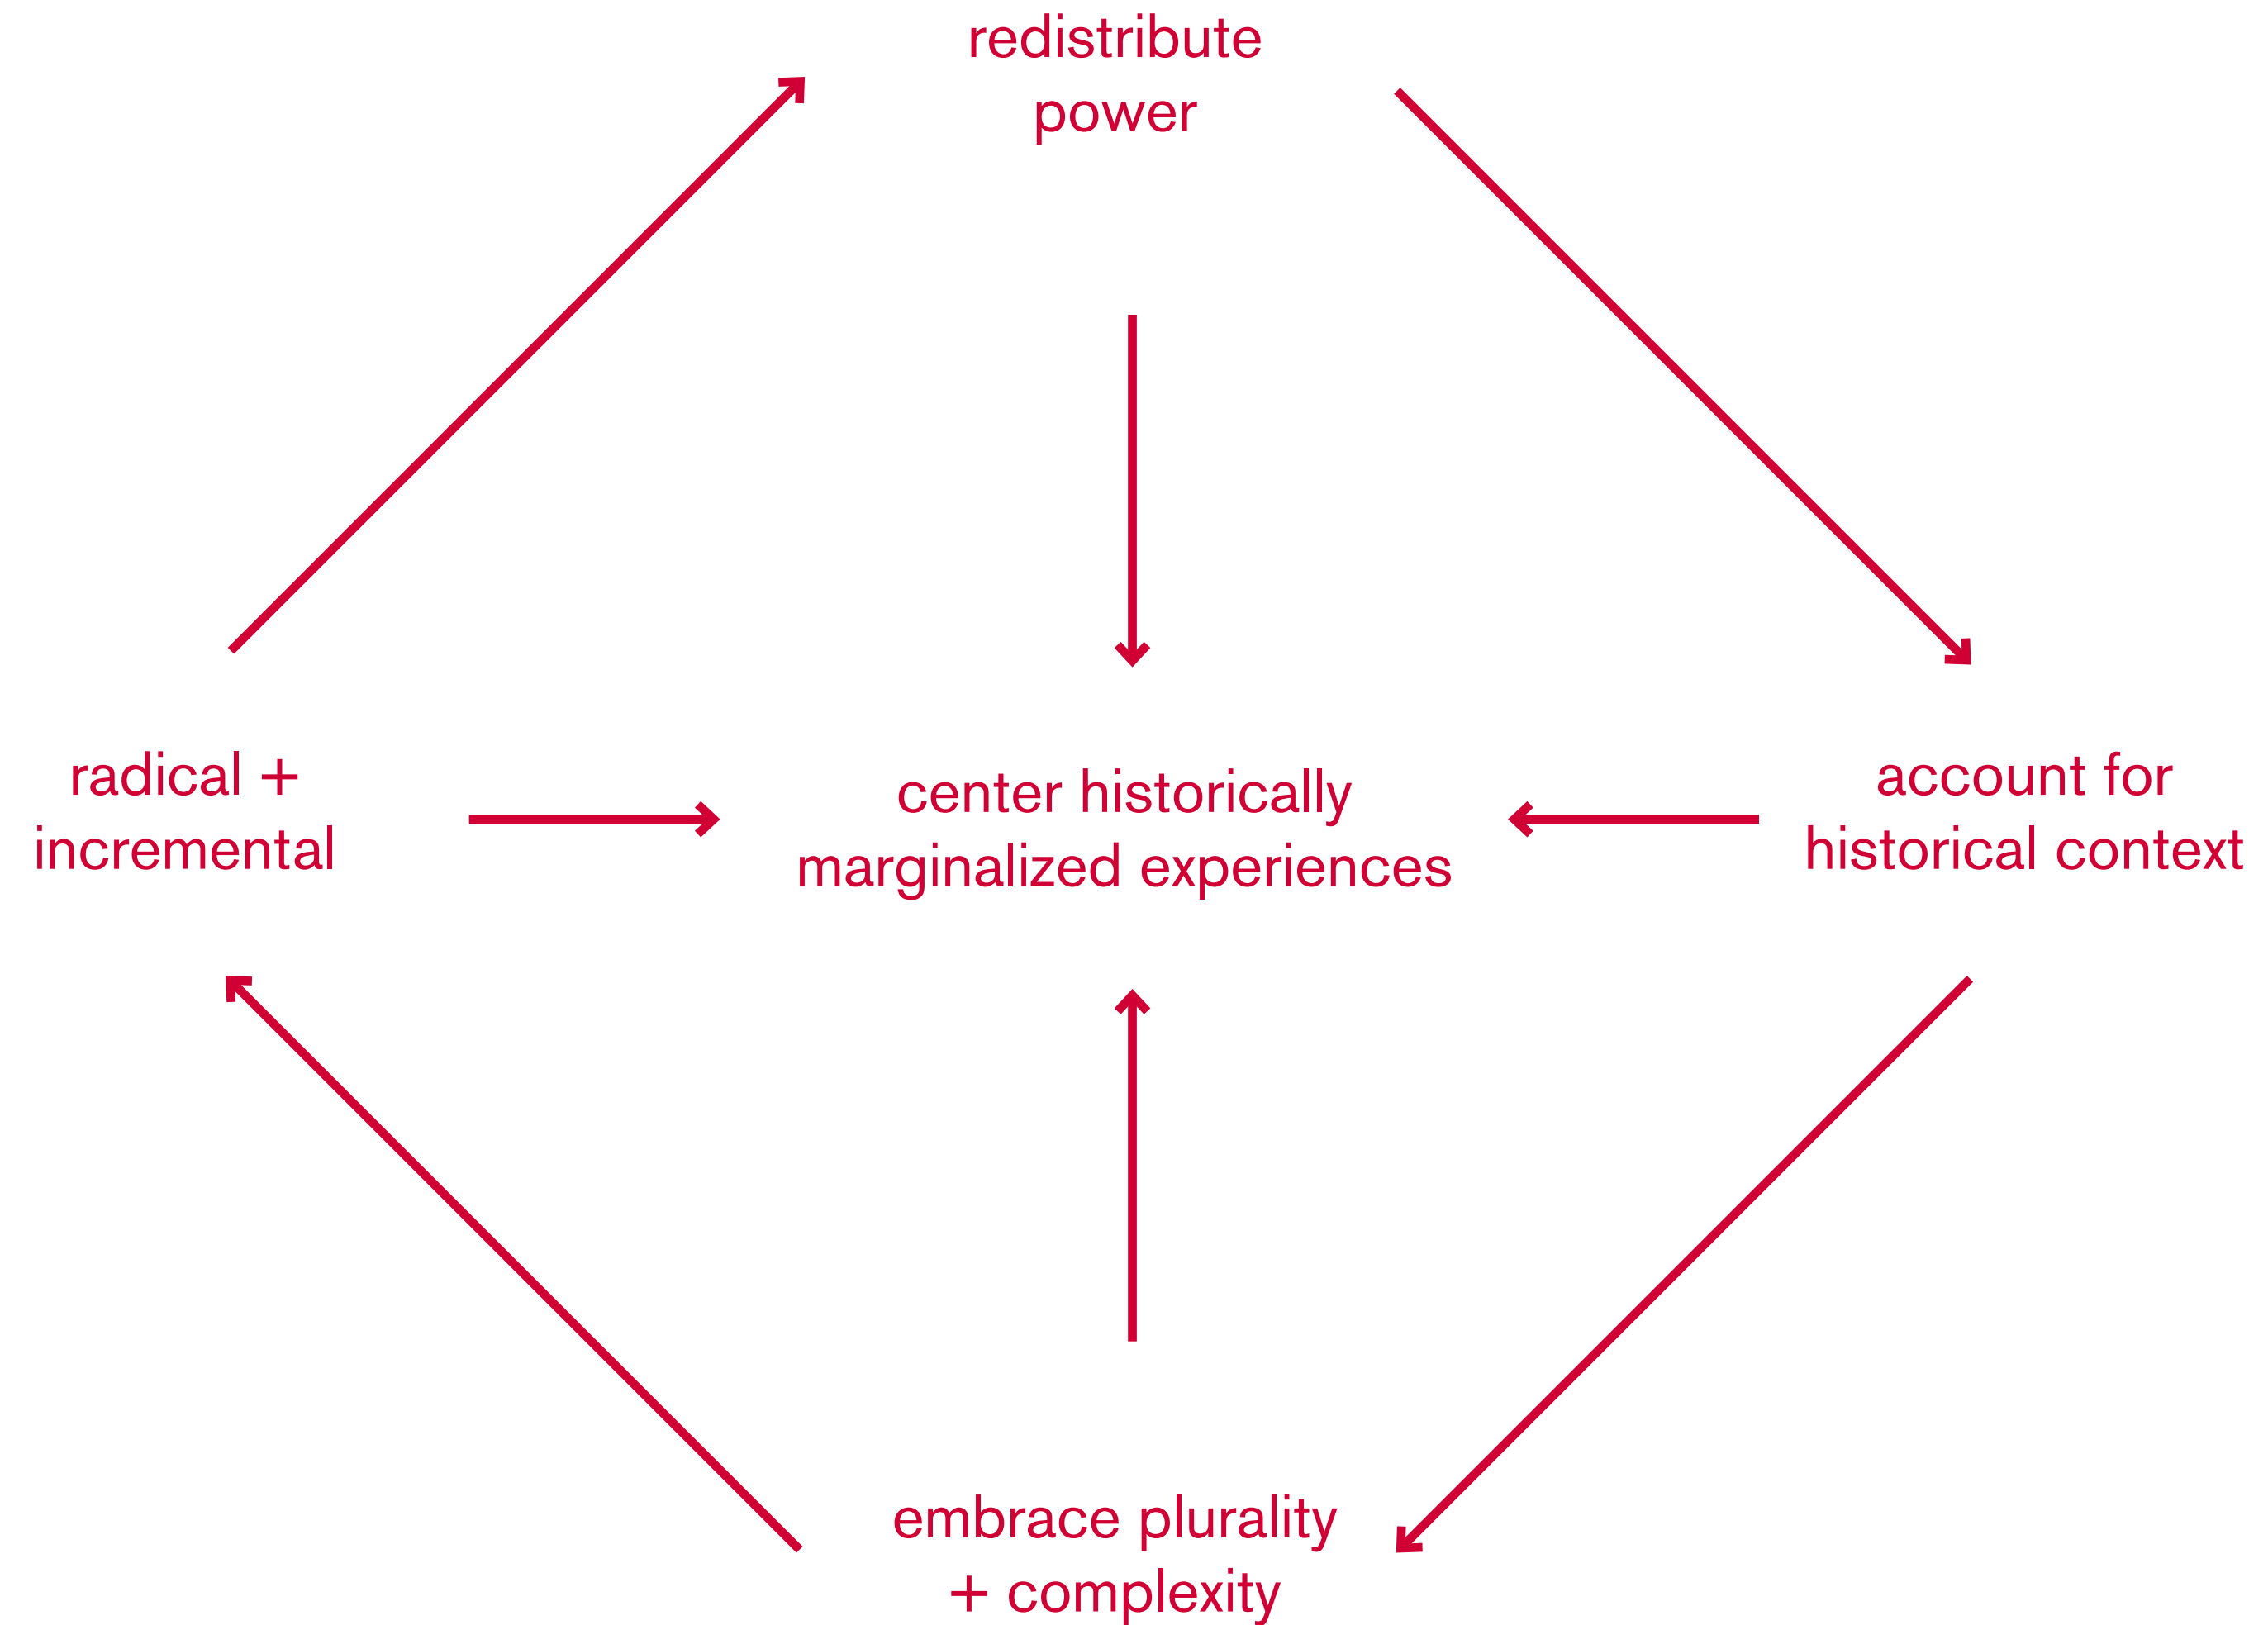 redistribute
power
radical +
incremental
center historically
marginalized experiences
account for
historical context
embrace plurality
+ complexity